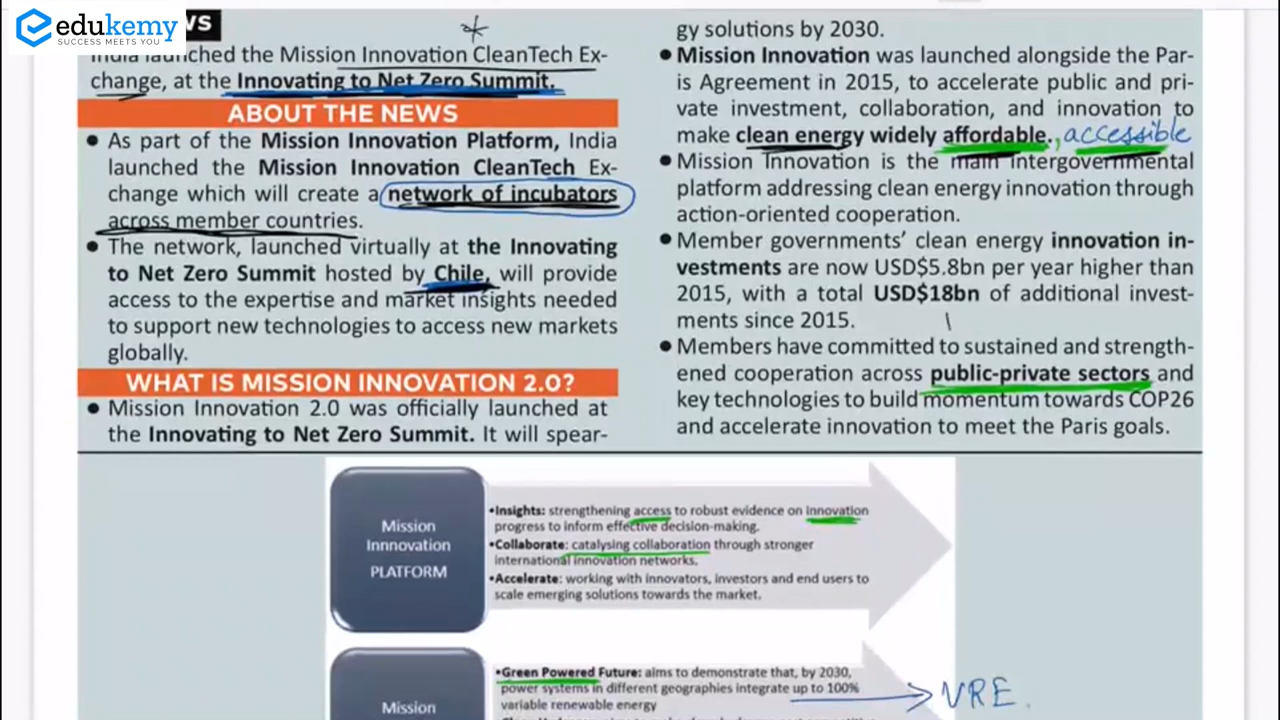 edukemy
SUCCESS MEETS YOU
WS
India launched the Mission Innovation CleanTech Ex-
change, at the Innovating to Net Zero Summit.
ABOUT THE NEWS
● As part of the Mission Innovation Platform, India
launched the Mission Innovation CleanTech Ex-
change which will create a network of incubators
across member countries.
● The network, launched virtually at the Innovating
to Net Zero Summit hosted by Chile, will provide
access to the expertise and market insights needed
to support new technologies to access new markets
globally.
WHAT IS MISSION INNOVATION 2.0?
● Mission Innovation 2.0 was officially launched at
the Innovating to Net Zero Summit. It will spear-
gy solutions by 2030.
● Mission Innovation was launched alongside the Par-
is Agreement in 2015, to accelerate public and pri-
vate investment, collaboration, and innovation to
make clean energy widely affordable., accessible
● Mission Innovation is the main intergovernmental
platform addressing clean energy innovation through
action-oriented cooperation.
● Member governments' clean energy innovation in-
vestments are now USD$5.8bn per year higher than
2015, with a total USD$18bn of additional invest-
ments since 2015.
● Members have committed to sustained and strength-
ened cooperation across public-private sectors and
key technologies to build momentum towards COP26
and accelerate innovation to meet the Paris goals.
Mission
Innnovation
PLATFORM
•Insights: strengthening access to robust evidence on innovation
progress to inform effective decision-making.
•Collaborate: catalysing collaboration through stronger
international innovation networks.
•Accelerate: working with innovators, investors and end users to
scale emerging solutions towards the market.
Mission
•Green Powered Future: aims to demonstrate that, by 2030,
power systems in different geographies integrate up to 100%
variable renewable energy
VRE